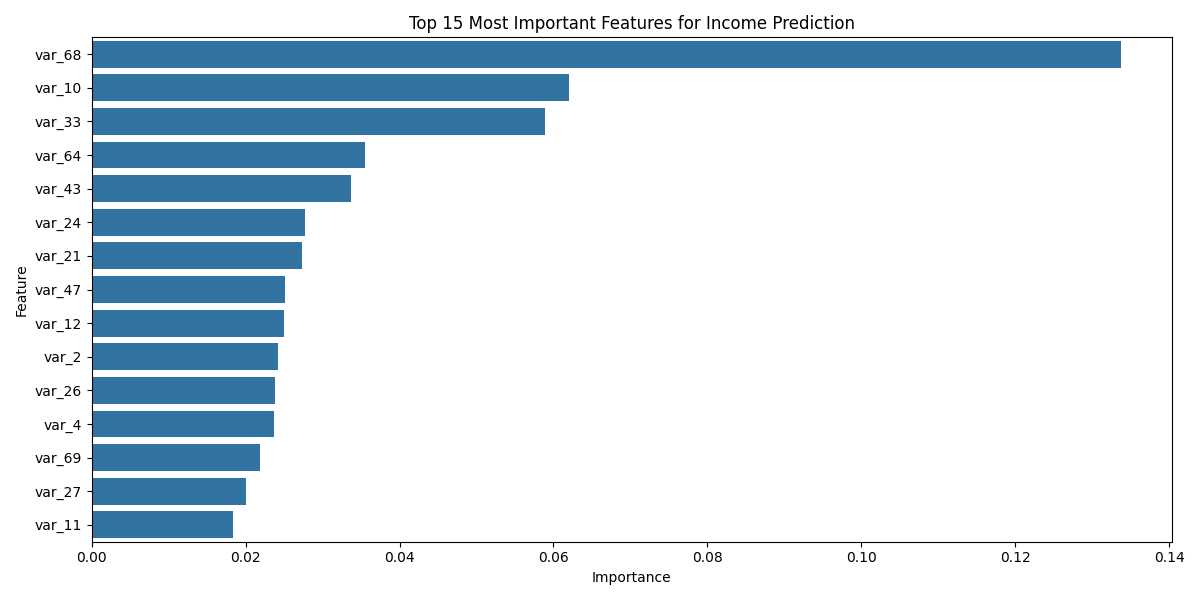 Top 15 Most Important Features for Income Prediction
Feature
var_68
var_10
var_33
var_64
var_43
var_24
var_21
var_47
var_12
var_2
var_26
var_4
var_69
var_27
var_11
0.00 0.02 0.04 0.06 0.08 0.10 0.12 0.14
Importance